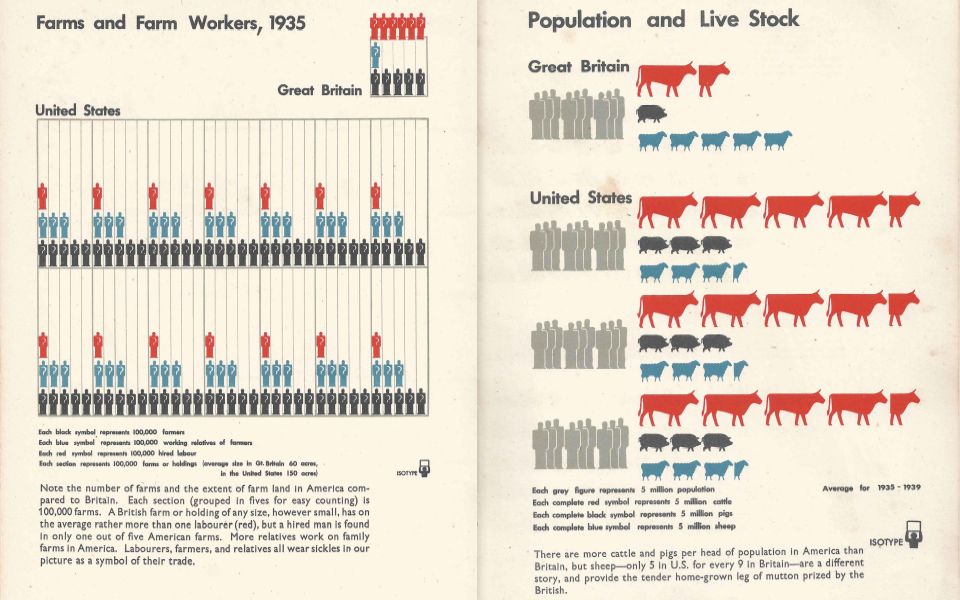 Farms and Farm Workers, 1935
Great Britain
United States
Each black symbol represents 100,000 farmers
Each blue symbol represents 100,000 working relatives of farmers
Each red symbol represents 100,000 hired labour
Each section represents 100,000 farms or holdings (average size in Gt. Britain 60 acres,
in the United States 150 acres)
ISOTYPE
Note the number of farms and the extent of farm land in America com-
pared to Britain. Each section (grouped in fives for easy counting) is
100,000 farms. A British farm or holding of any size, however small, has on
the average rather more than one labourer (red), but a hired man is found
in only one out of five American farms. More relatives work on family
farms in America. Labourers, farmers, and relatives all wear sickles in our
picture as a symbol of their trade.
Population and Live Stock
Great Britain
United States
Each grey figure represents 5 million population
Each complete red symbol represents 5 million cattle
Each complete black symbol represents 5 million pigs
Each complete blue symbol represents 5 million sheep
Average for 1935 - 1939
ISOTYPE
There are more cattle and pigs per head of population in America than
Britain, but sheep—only 5 in U.S. for every 9 in Britain—are a different
story, and provide the tender home-grown leg of mutton prized by the
British.